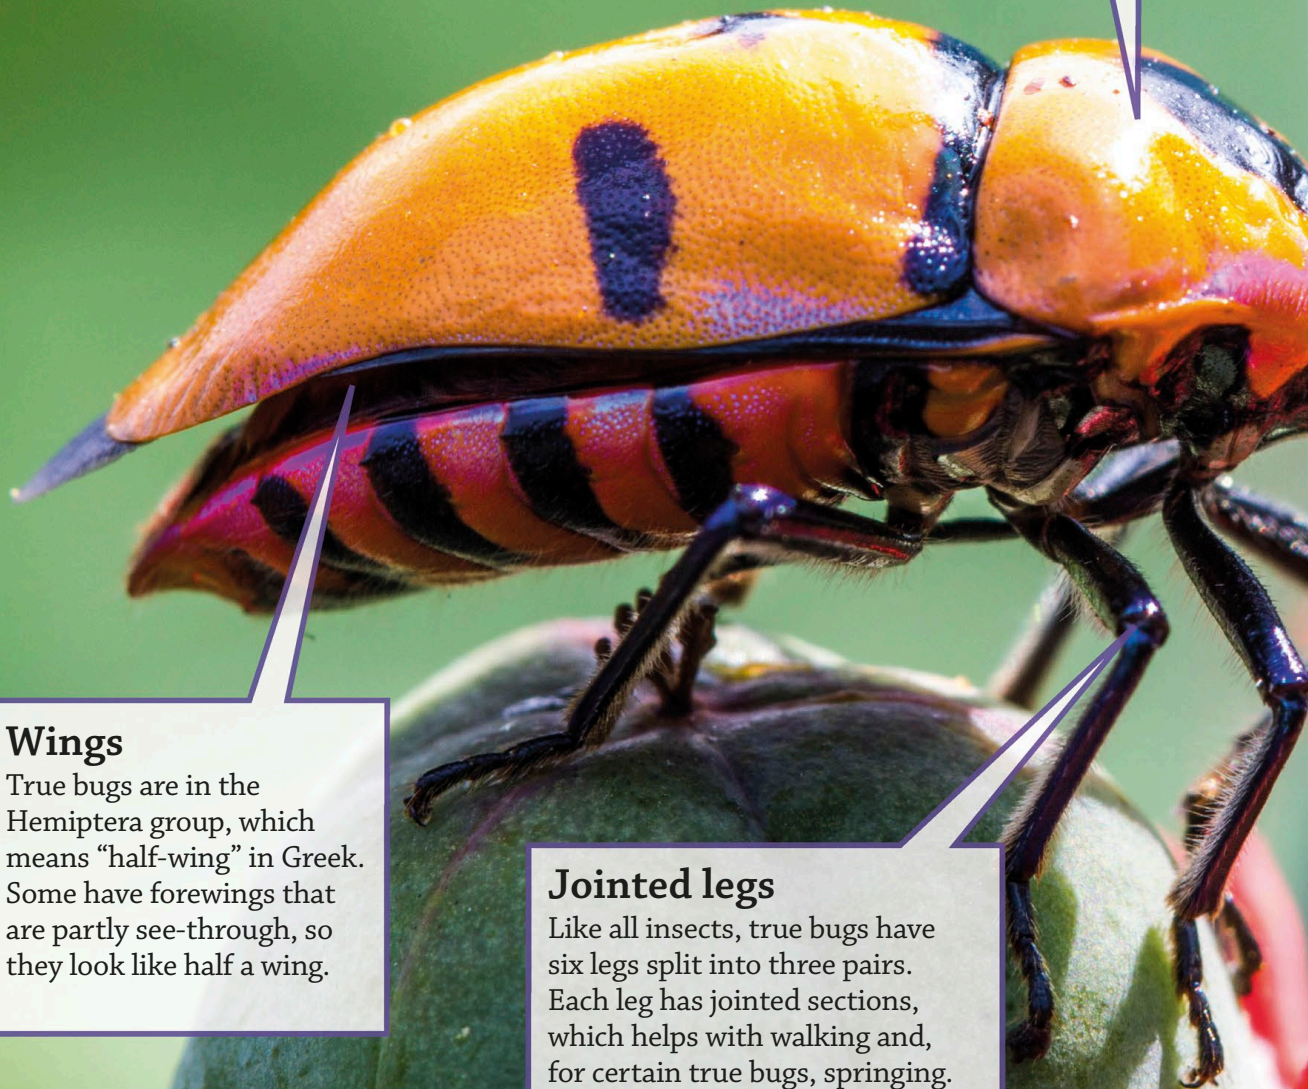 Wings
True bugs are in the
Hemiptera group, which
means “half-wing” in Greek.
Some have forewings that
are partly see-through, so
they look like half a wing.
Jointed legs
Like all insects, true bugs have
six legs split into three pairs.
Each leg has jointed sections,
which helps with walking and,
for certain true bugs, springing.